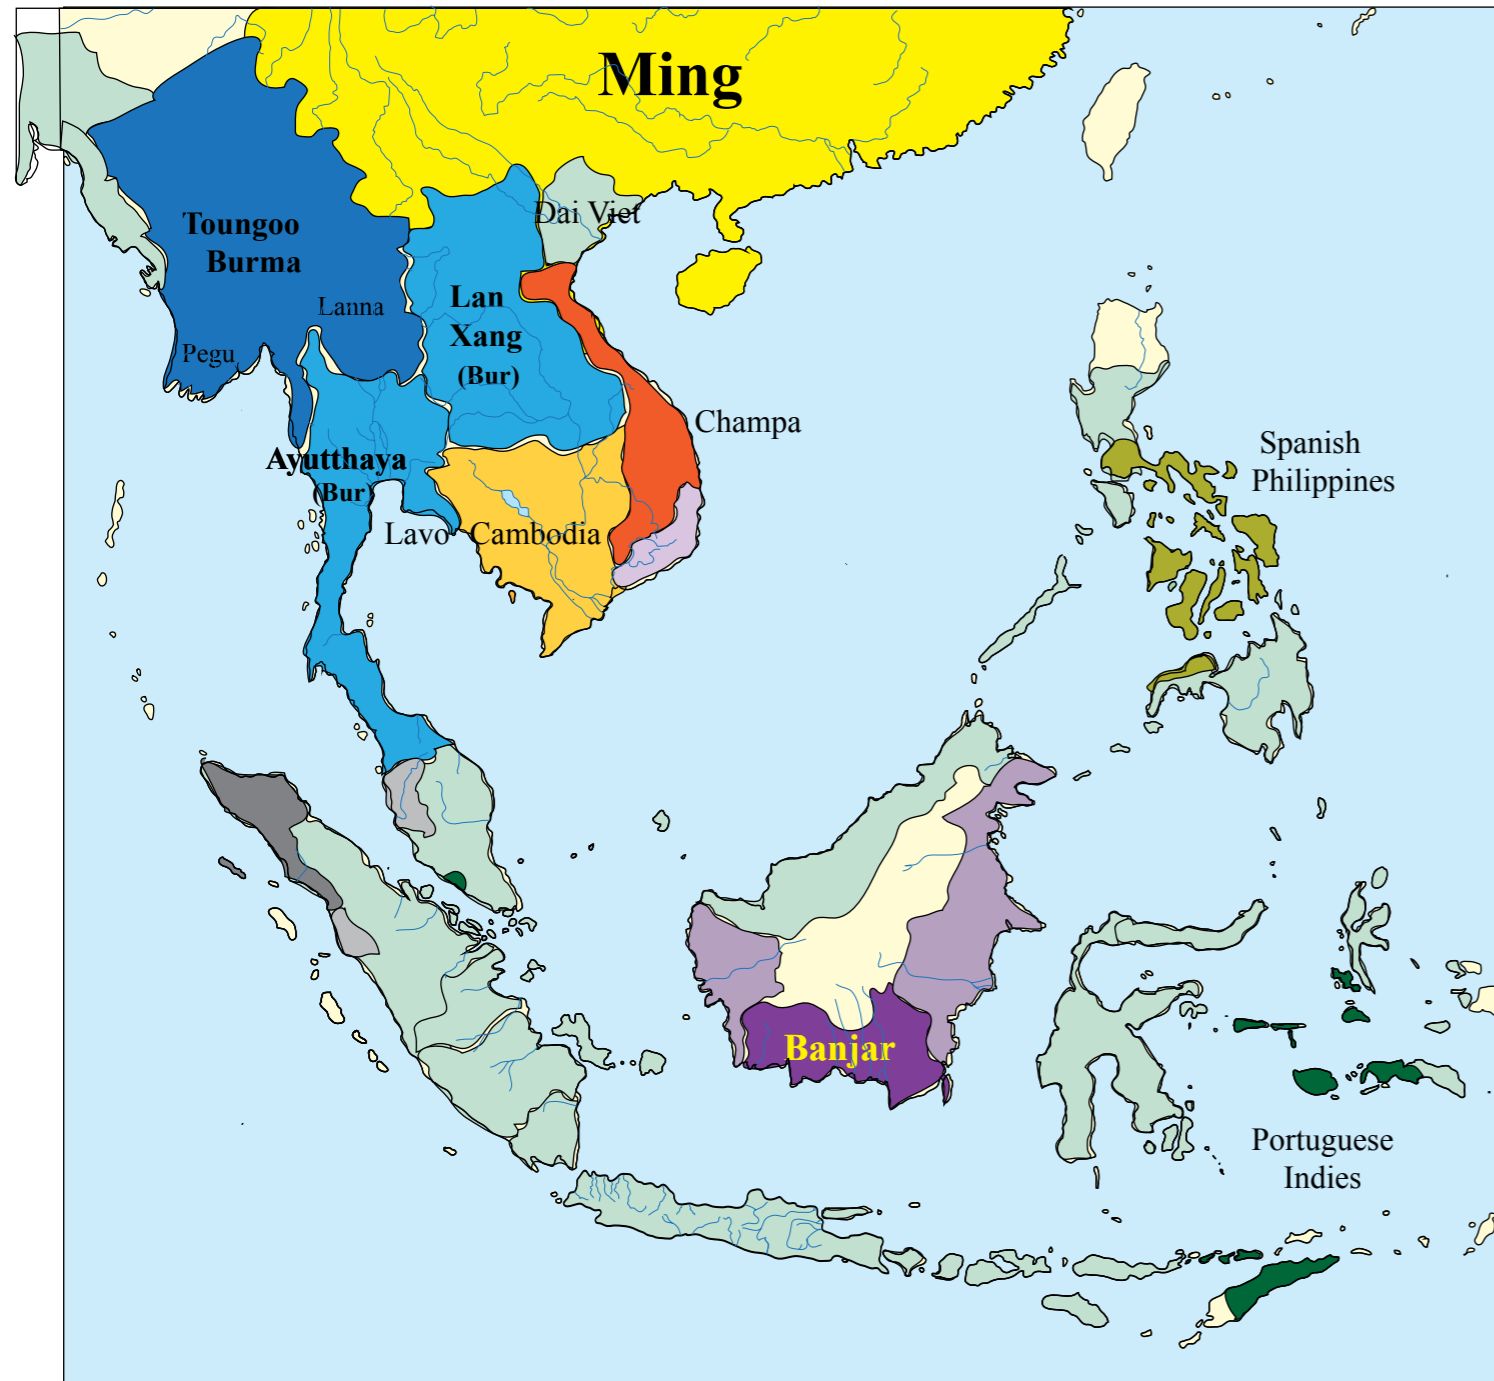 Ming
Dai Viet
Toungoo
Burma
Lanna
Pegu
Lan
Xang
(Bur)
Champa
Ayutthaya
(Bur)
Lavo
Cambodia
Spanish
Philippines
Banjar
Portuguese
Indies